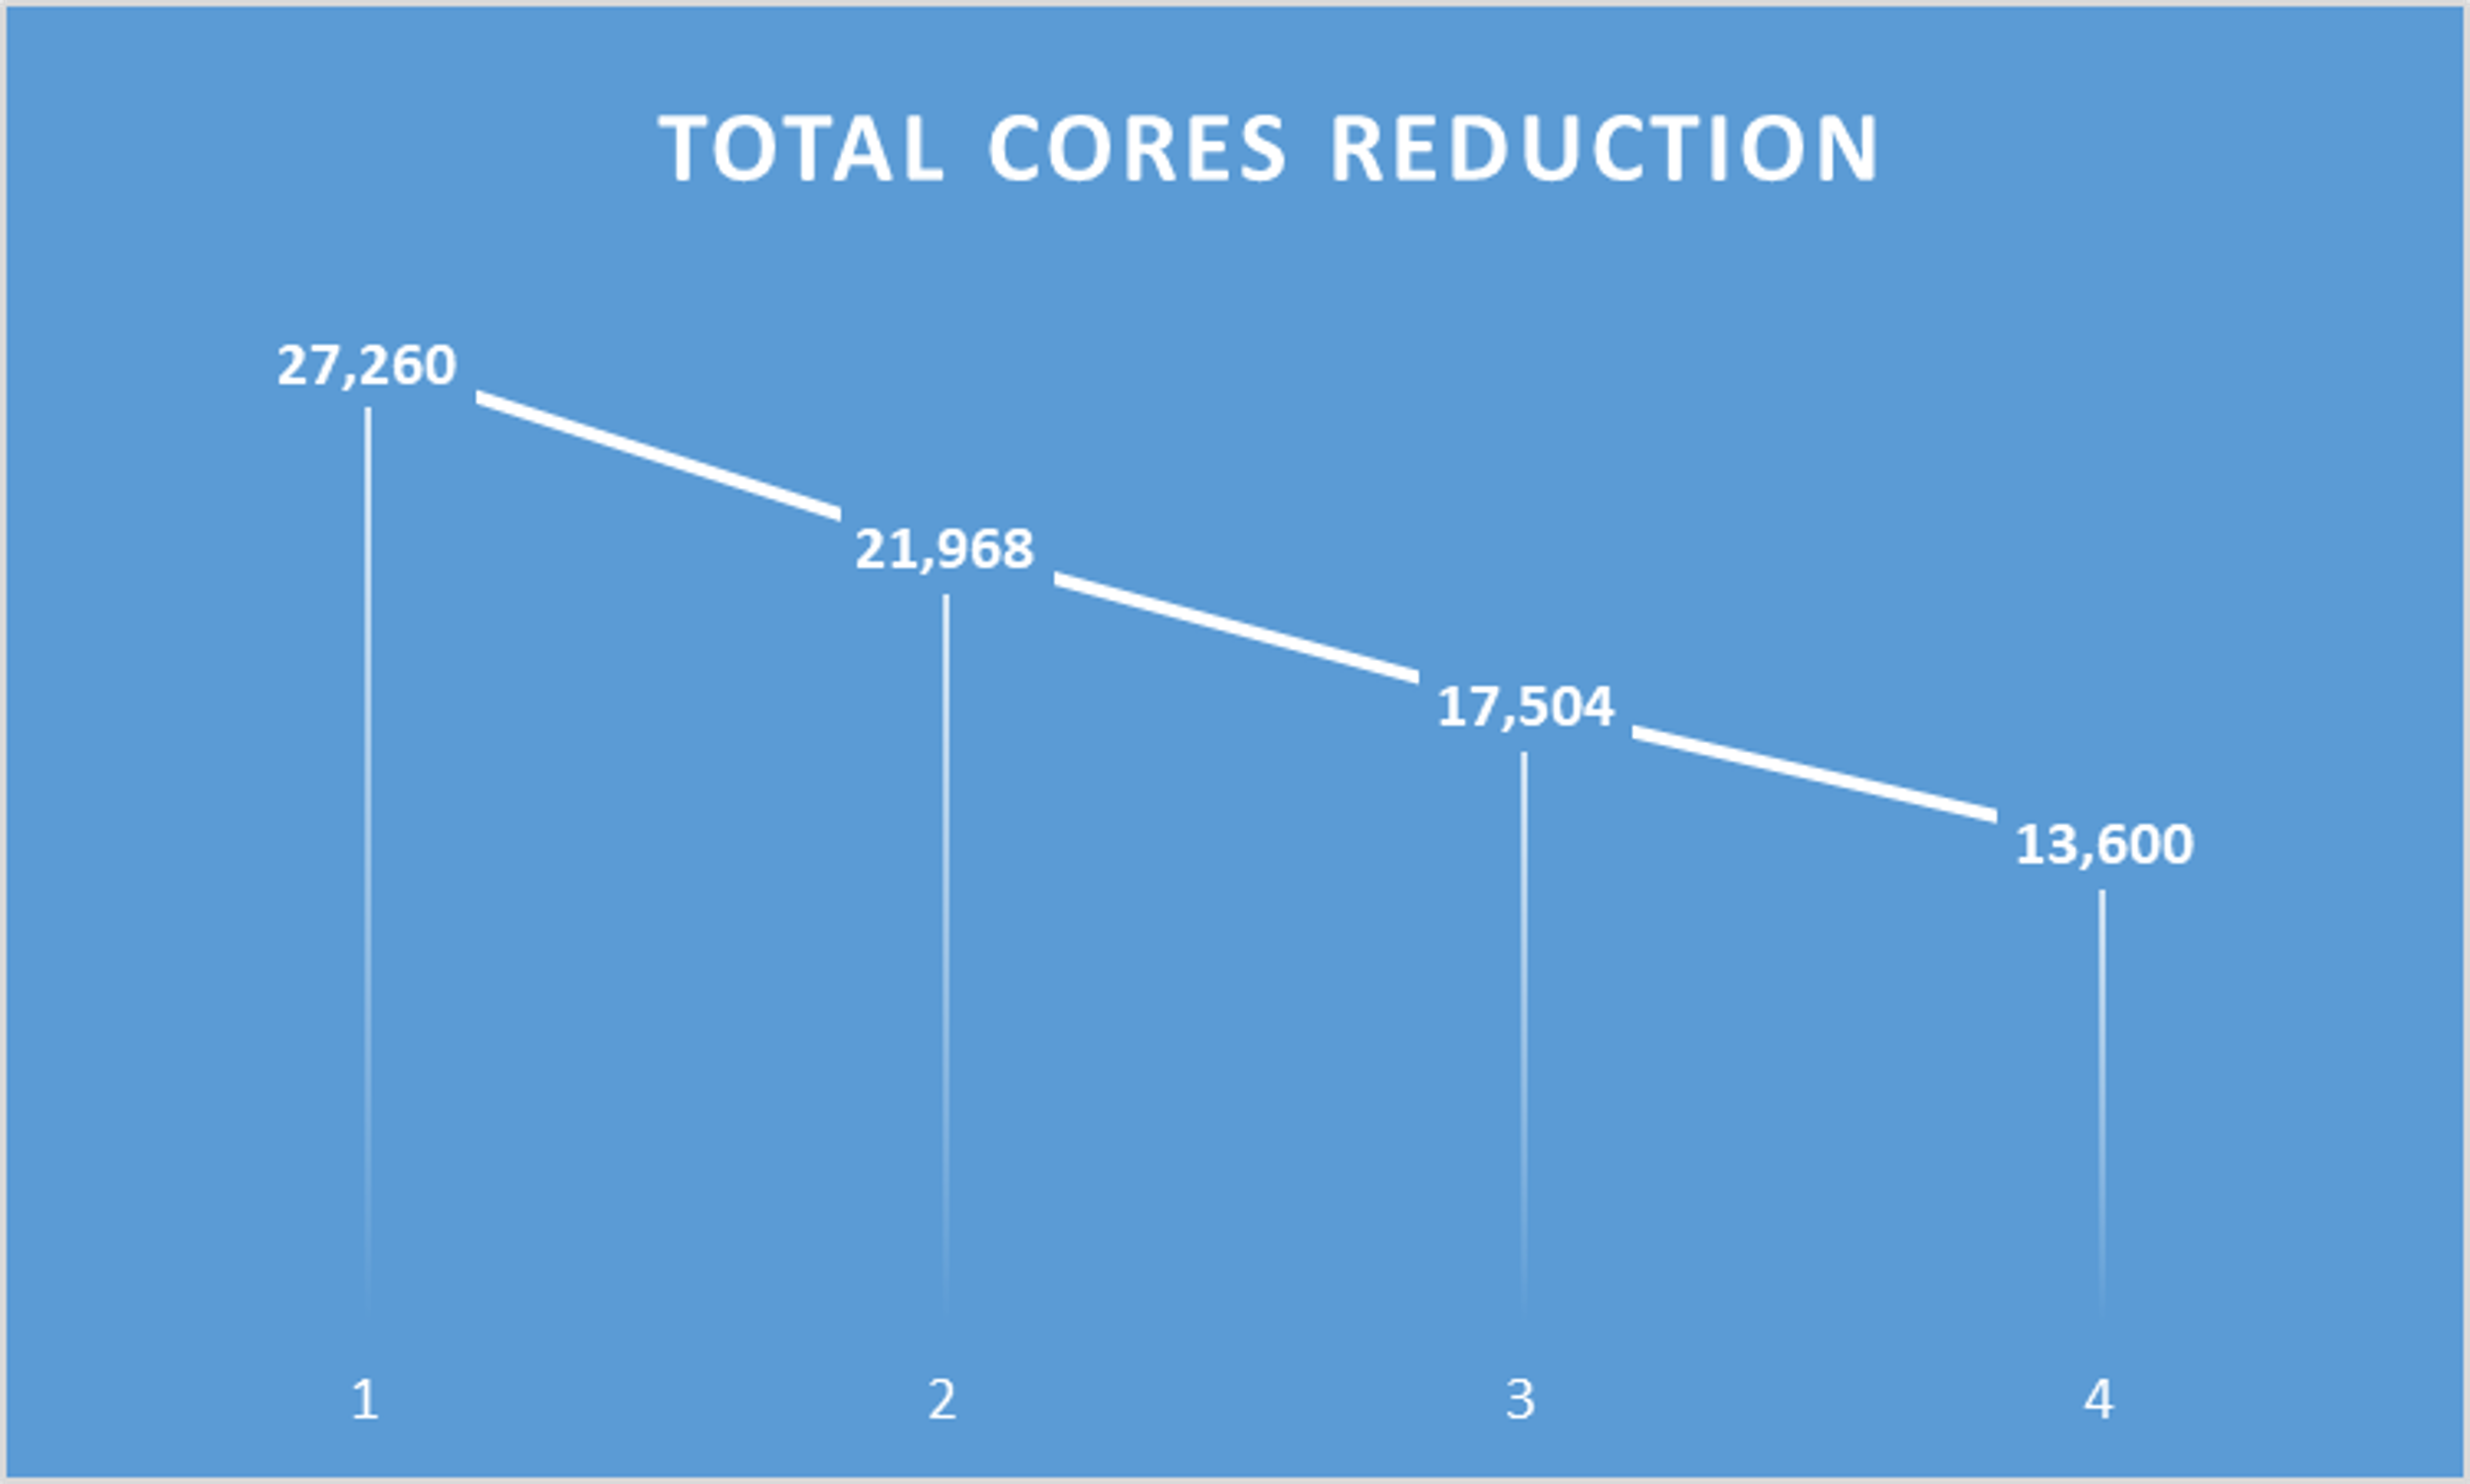 TOTAL CORES REDUCTION
27,260
21,968
17,504
13,600
1 2 3 4